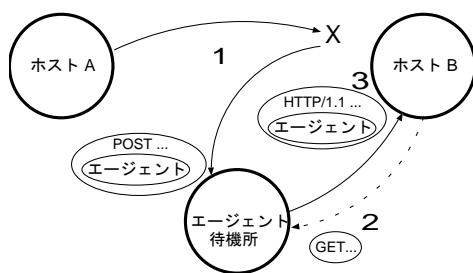 ホスト A
1
X
ホスト B
3
HTTP/1.1 ...
エージェント
POST ...
エージェント
エージェント
待機所
2
GET...